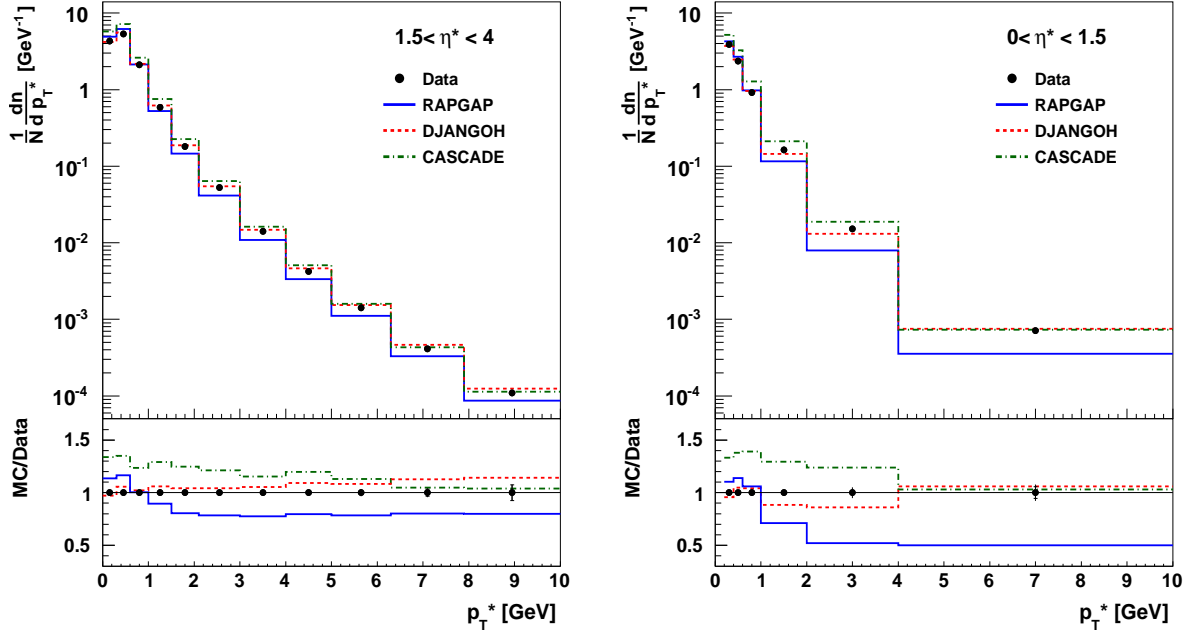 1.5< η* < 4
Data
RAPGAP
DJANGOH
CASCADE
1/N dn/d p_T* [GeV⁻¹]
10
1
10⁻¹
10⁻²
10⁻³
10⁻⁴
MC/Data
1.5
1
0.5
0 1 2 3 4 5 6 7 8 9 10
p_T* [GeV]
0< η* < 1.5
Data
RAPGAP
DJANGOH
CASCADE
1/N dn/d p_T* [GeV⁻¹]
10
1
10⁻¹
10⁻²
10⁻³
10⁻⁴
MC/Data
1.5
1
0.5
0 1 2 3 4 5 6 7 8 9 10
p_T* [GeV]